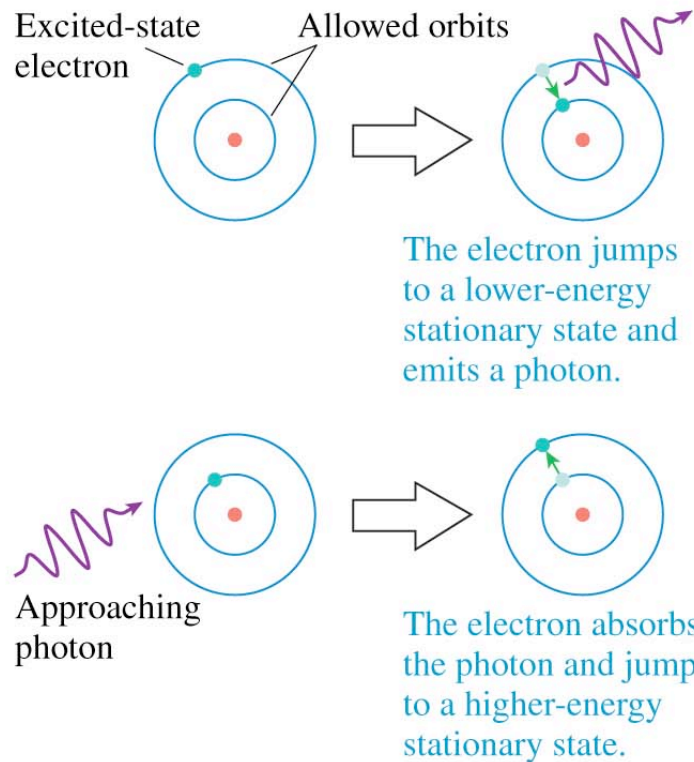 Excited-state
electron
Allowed orbits
The electron jumps
to a lower-energy
stationary state and
emits a photon.
Approaching
photon
The electron absorbs
the photon and jump
to a higher-energy
stationary state.